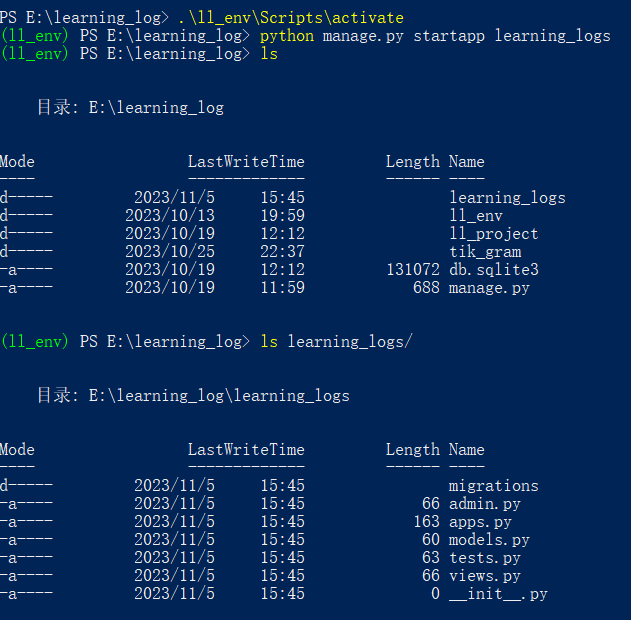 PS E:\learning_log> .\ll_env\Scripts\activate
(ll_env) PS E:\learning_log> python manage.py startapp learning_logs
(ll_env) PS E:\learning_log> ls
目录: E:\learning_log
Mode LastWriteTime Length Name
---- ------------- ------ ----
d----- 2023/11/5 15:45 learning_logs
d----- 2023/10/13 19:59 ll_env
d----- 2023/10/19 12:12 ll_project
d----- 2023/10/25 22:37 tik_gram
-a---- 2023/10/19 12:12 131072 db.sqlite3
-a---- 2023/10/19 11:59 688 manage.py
(ll_env) PS E:\learning_log> ls learning_logs/
目录: E:\learning_log\learning_logs
Mode LastWriteTime Length Name
---- ------------- ------ ----
d----- 2023/11/5 15:45 migrations
-a---- 2023/11/5 15:45 66 admin.py
-a---- 2023/11/5 15:45 163 apps.py
-a---- 2023/11/5 15:45 60 models.py
-a---- 2023/11/5 15:45 63 tests.py
-a---- 2023/11/5 15:45 66 views.py
-a---- 2023/11/5 15:45 0 __init__.py